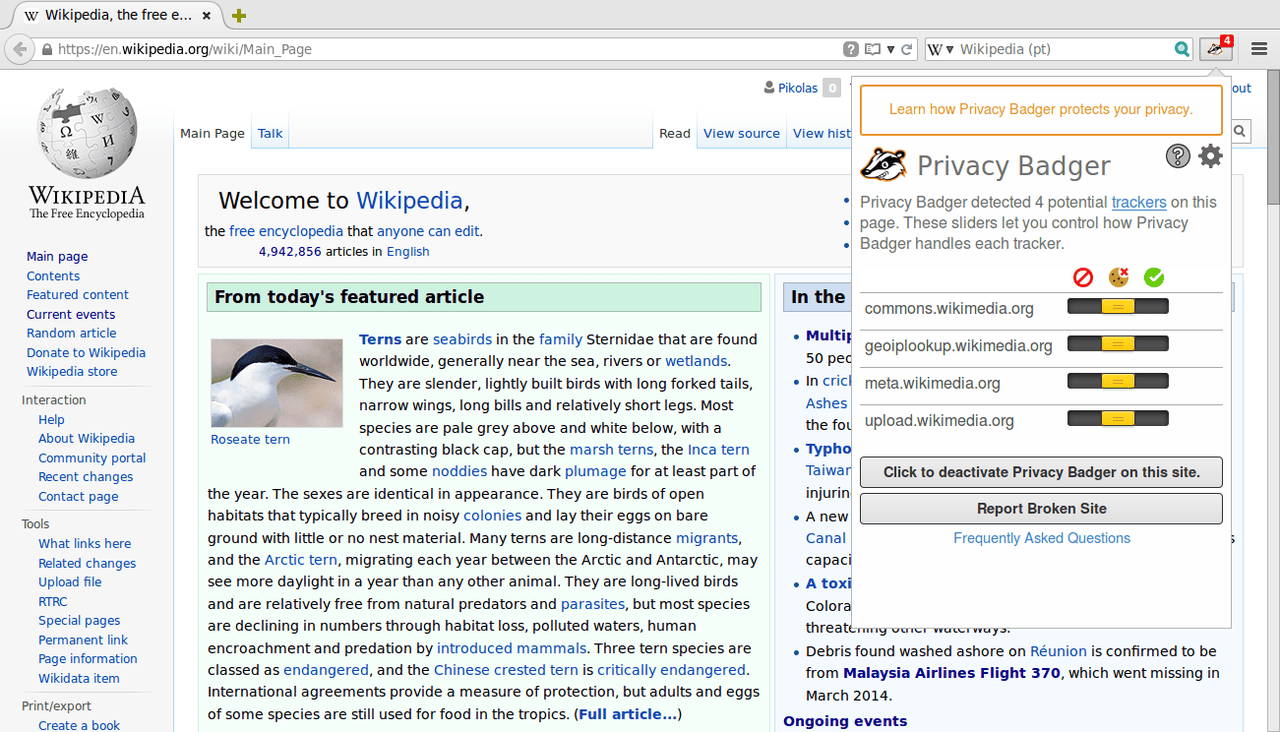 Wikipedia, the free e...
https://en.wikipedia.org/wiki/Main_Page
Wikipedia (pt)
4
Pikolas 0
out
Main Page Talk
Read View source View hist
WIKIPEDIA
The Free Encyclopedia
Main page
Contents
Featured content
Current events
Random article
Donate to Wikipedia
Wikipedia store
Interaction
Help
About Wikipedia
Community portal
Recent changes
Contact page
Tools
What links here
Related changes
Upload file
RTRC
Special pages
Permanent link
Page information
Wikidata item
Print/export
Create a book
Welcome to Wikipedia,
the free encyclopedia that anyone can edit.
4,942,856 articles in English
From today's featured article
Roseate tern
Terns are seabirds in the family Sternidae that are found
worldwide, generally near the sea, rivers or wetlands.
They are slender, lightly built birds with long forked tails,
narrow wings, long bills and relatively short legs. Most
species are pale grey above and white below, with a
contrasting black cap, but the marsh terns, the Inca tern
and some noddies have dark plumage for at least part of
the year. The sexes are identical in appearance. They are birds of open
habitats that typically breed in noisy colonies and lay their eggs on bare
ground with little or no nest material. Many terns are long-distance migrants,
and the Arctic tern, migrating each year between the Arctic and Antarctic, may
see more daylight in a year than any other animal. They are long-lived birds
and are relatively free from natural predators and parasites, but most species
are declining in numbers through habitat loss, polluted waters, human
encroachment and predation by introduced mammals. Three tern species are
classed as endangered, and the Chinese crested tern is critically endangered.
International agreements provide a measure of protection, but adults and eggs
of some species are still used for food in the tropics. (Full article...)
In the
Multip
50 peo
In crick
Ashes
the fou
Typho
Taiwan
injurin
A new
Canal
capaci
A toxi
Colora
threatening other waterways.
Debris found washed ashore on Réunion is confirmed to
be from Malaysia Airlines Flight 370, which went missing in
March 2014.
Ongoing events
Learn how Privacy Badger protects your privacy.
Privacy Badger
Privacy Badger detected 4 potential trackers on this
page. These sliders let you control how Privacy
Badger handles each tracker.
commons.wikimedia.org
geoiplookup.wikimedia.org
meta.wikimedia.org
upload.wikimedia.org
Click to deactivate Privacy Badger on this site.
Report Broken Site
Frequently Asked Questions